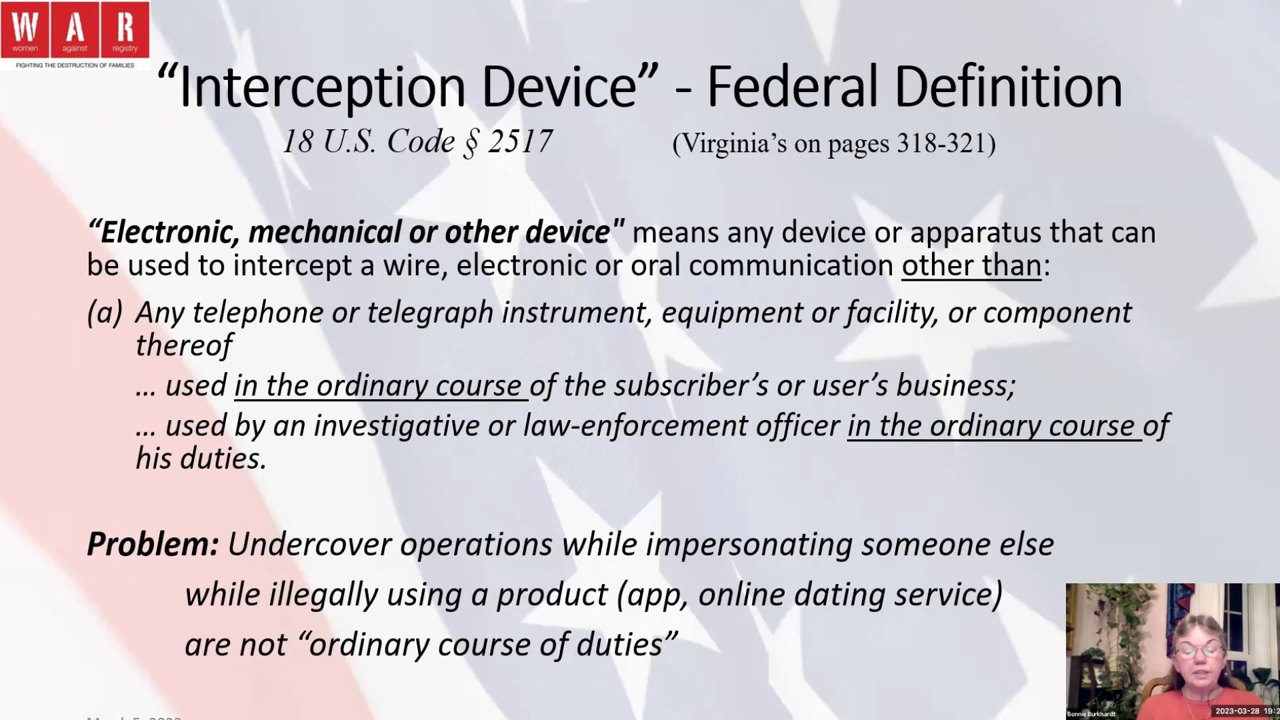 W A R
women against registry
FIGHTING THE DESTRUCTION OF FAMILIES
“Interception Device” - Federal Definition
18 U.S. Code § 2517 (Virginia’s on pages 318-321)
“Electronic, mechanical or other device" means any device or apparatus that can
be used to intercept a wire, electronic or oral communication other than:
(a) Any telephone or telegraph instrument, equipment or facility, or component
thereof
... used in the ordinary course of the subscriber’s or user’s business;
... used by an investigative or law-enforcement officer in the ordinary course of
his duties.
Problem: Undercover operations while impersonating someone else
while illegally using a product (app, online dating service)
are not “ordinary course of duties”
Bonnie Burkhardt
2023-03-28 19:2